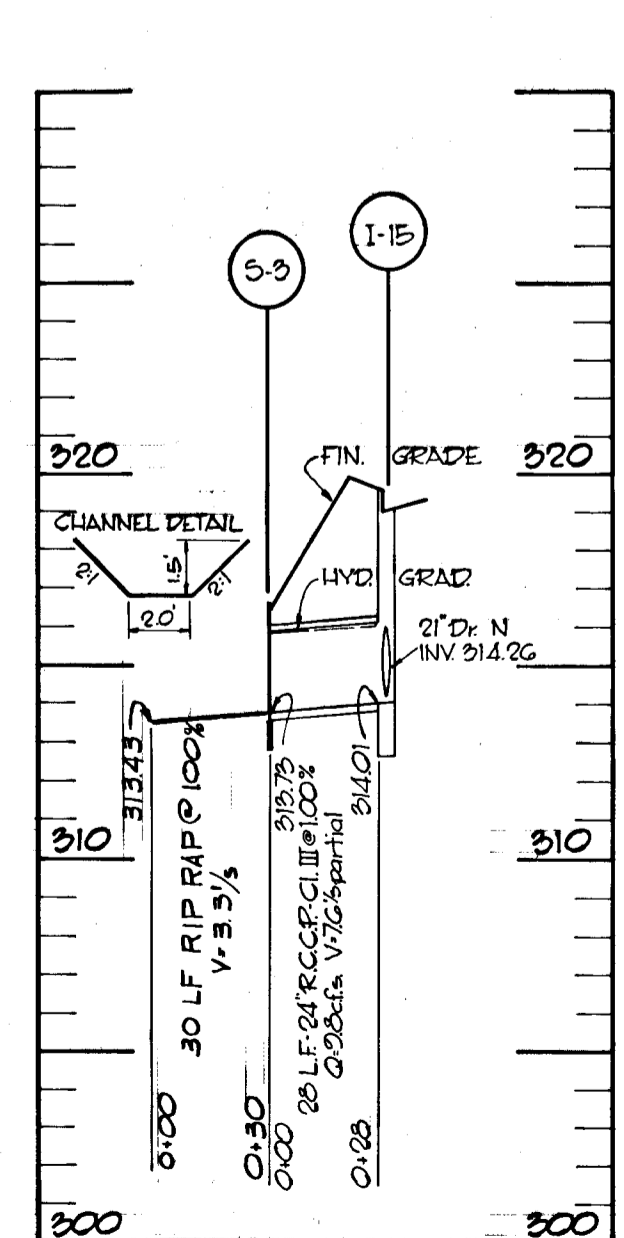 I-15
S-3
320
FIN. GRADE
320
CHANNEL DETAIL
2:1
1.5'
2:1
2.0'
HYD. GRAD.
21" Dr. N
INV. 314.26
313.43
313.73
314.01
310
310
30 LF RIP RAP @ 1.00%
V= 3.3'/s
28 L.F.-24" R.C.C.P.-Cl. III @ 1.00%
Q=9.8c.f.s. V=7.6'/s partial
0+00
0+30
0+00
0+28
300
300